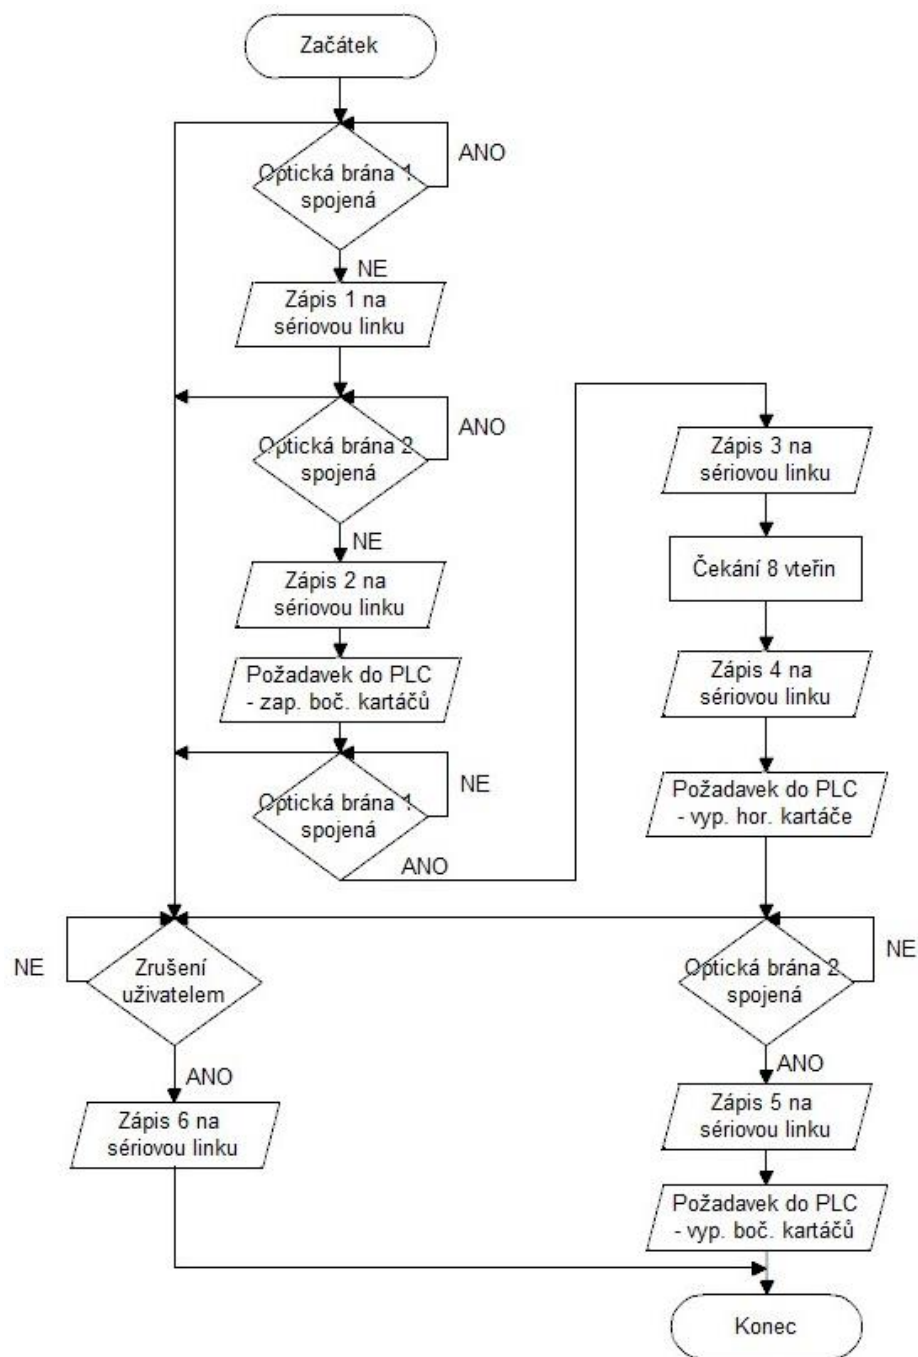 Začátek
Optická brána 1
spojená
ANO
NE
Zápis 1 na
sériovou linku
Optická brána 2
spojená
ANO
NE
Zápis 2 na
sériovou linku
Požadavek do PLC
- zap. boč. kartáčů
Optická brána 1
spojená
NE
ANO
Zápis 3 na
sériovou linku
Čekání 8 vteřin
Zápis 4 na
sériovou linku
Požadavek do PLC
- vyp. hor. kartáče
Optická brána 2
spojená
NE
ANO
Zápis 5 na
sériovou linku
Požadavek do PLC
- vyp. boč. kartáčů
Zrušení
uživatelem
NE
ANO
Zápis 6 na
sériovou linku
Konec